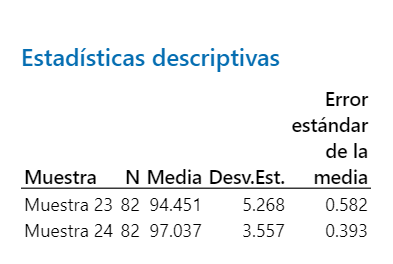 Estadísticas descriptivas
Error
estándar
de la
Muestra N Media Desv.Est. media
Muestra 23 82 94.451 5.268 0.582
Muestra 24 82 97.037 3.557 0.393